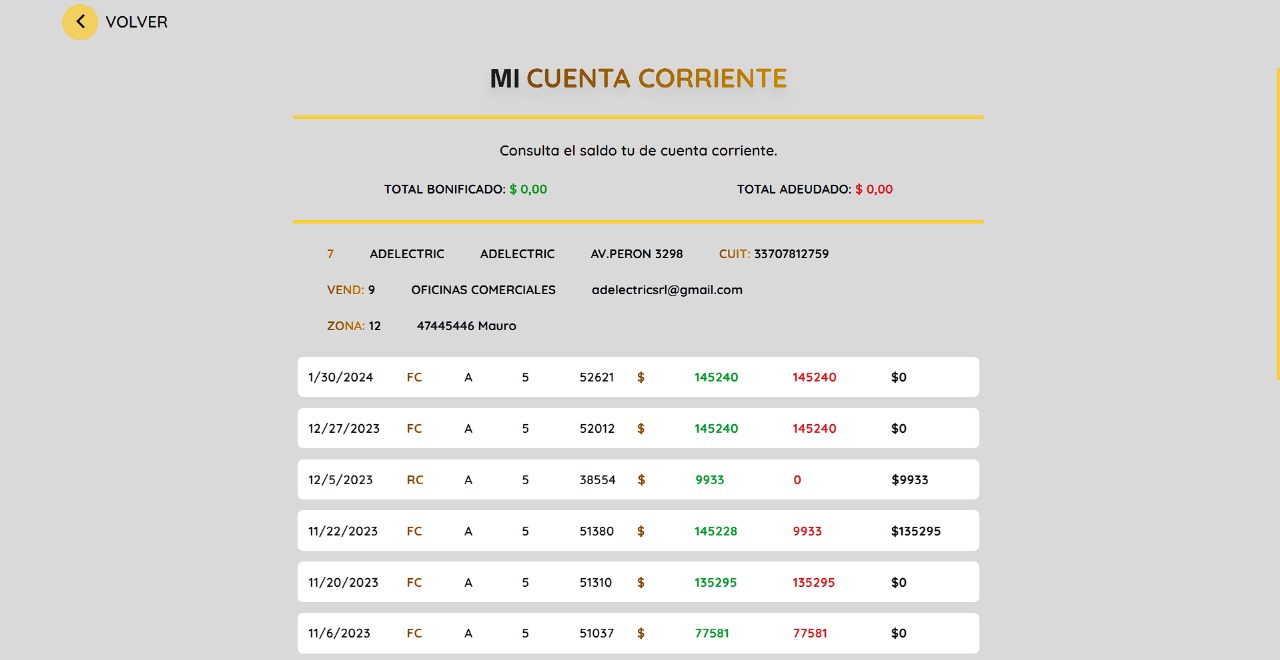 VOLVER
MI CUENTA CORRIENTE
Consulta el saldo tu de cuenta corriente.
TOTAL BONIFICADO: $ 0,00 TOTAL ADEUDADO: $ 0,00
7 ADELECTRIC ADELECTRIC AV.PERON 3298 CUIT: 33707812759
VEND: 9 OFICINAS COMERCIALES adelectricsrl@gmail.com
ZONA: 12 47445446 Mauro
1/30/2024 FC A 5 52621 $ 145240 145240 $0
12/27/2023 FC A 5 52012 $ 145240 145240 $0
12/5/2023 RC A 5 38554 $ 9933 0 $9933
11/22/2023 FC A 5 51380 $ 145228 9933 $135295
11/20/2023 FC A 5 51310 $ 135295 135295 $0
11/6/2023 FC A 5 51037 $ 77581 77581 $0